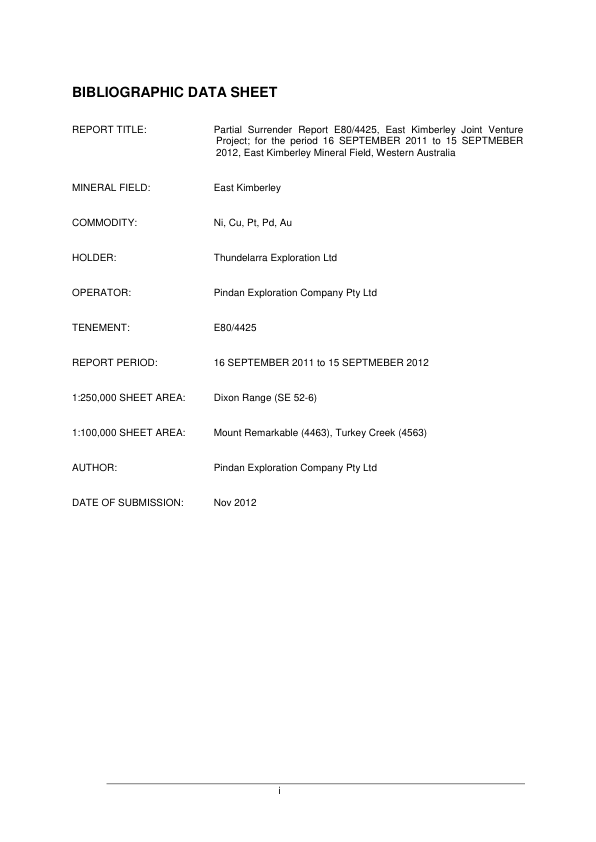 BIBLIOGRAPHIC DATA SHEET
REPORT TITLE: Partial Surrender Report E80/4425, East Kimberley Joint Venture
Project; for the period 16 SEPTEMBER 2011 to 15 SEPTMEBER
2012, East Kimberley Mineral Field, Western Australia
MINERAL FIELD: East Kimberley
COMMODITY: Ni, Cu, Pt, Pd, Au
HOLDER: Thundelarra Exploration Ltd
OPERATOR: Pindan Exploration Company Pty Ltd
TENEMENT: E80/4425
REPORT PERIOD: 16 SEPTEMBER 2011 to 15 SEPTMEBER 2012
1:250,000 SHEET AREA: Dixon Range (SE 52-6)
1:100,000 SHEET AREA: Mount Remarkable (4463), Turkey Creek (4563)
AUTHOR: Pindan Exploration Company Pty Ltd
DATE OF SUBMISSION: Nov 2012
i